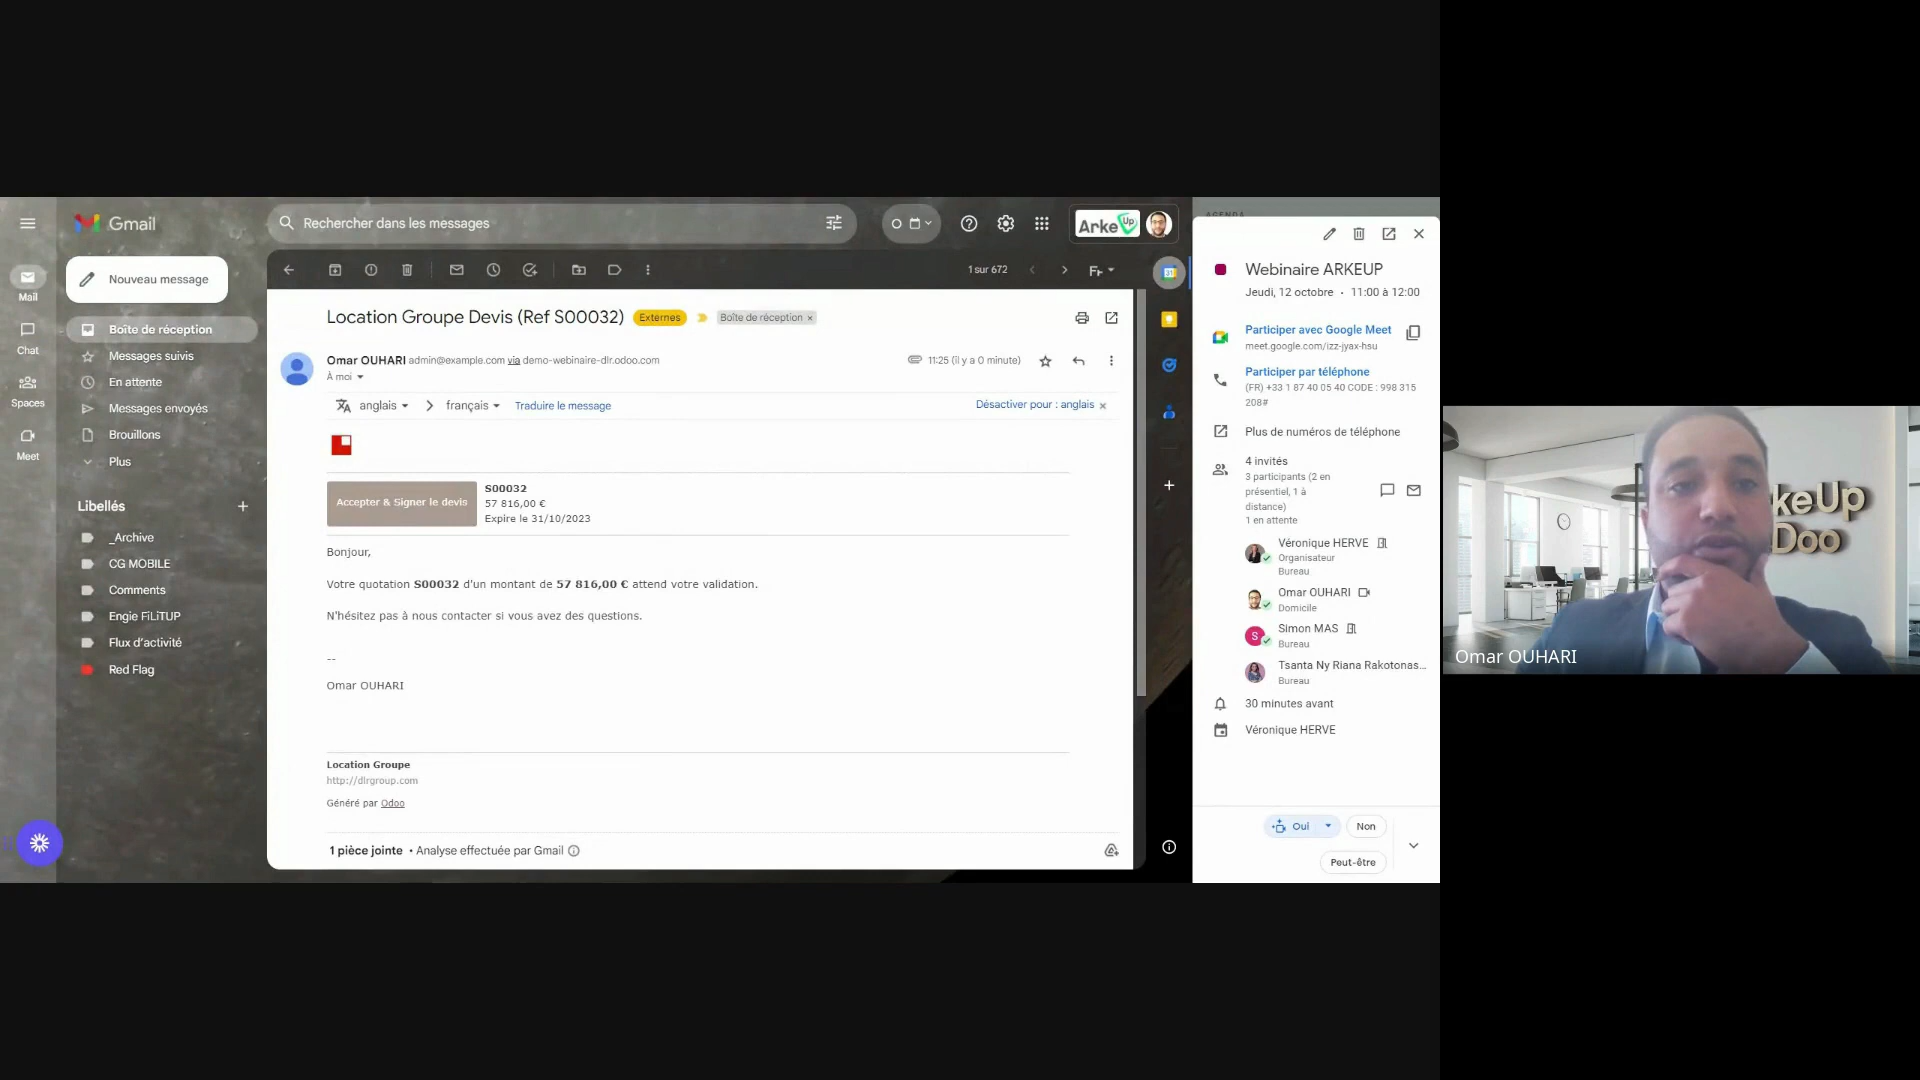 Gmail
Rechercher dans les messages
Arke Up
AGENDA
Mail
Chat
Spaces
Meet
Nouveau message
Boîte de réception
Messages suivis
En attente
Messages envoyés
Brouillons
Plus
Libellés
_Archive
CG MOBILE
Comments
Engie FiLiTUP
Flux d'activité
Red Flag
1 sur 672
Fr
Location Groupe Devis (Ref S00032) Externes Boîte de réception ×
Omar OUHARI admin@example.com via demo-webinaire-dlr.odoo.com 11:25 (il y a 0 minute)
À moi
anglais français Traduire le message Désactiver pour : anglais ×
Accepter & Signer le devis
S00032
57 816,00 €
Expire le 31/10/2023
Bonjour,
Votre quotation S00032 d'un montant de 57 816,00 € attend votre validation.
N'hésitez pas à nous contacter si vous avez des questions.
--
Omar OUHARI
Location Groupe
http://dlrgroup.com
Généré par Odoo
1 pièce jointe • Analyse effectuée par Gmail
Webinaire ARKEUP
Jeudi, 12 octobre · 11:00 à 12:00
Participer avec Google Meet
meet.google.com/izz-jyax-hsu
Participer par téléphone
(FR) +33 1 87 40 05 40 CODE : 998 315
208#
Plus de numéros de téléphone
4 invités
3 participants (2 en
présentiel, 1 à
distance)
1 en attente
Véronique HERVE
Organisateur
Bureau
Omar OUHARI
Domicile
S
Simon MAS
Bureau
Tsanta Ny Riana Rakotonas...
Bureau
30 minutes avant
Véronique HERVE
Oui
Non
Peut-être
keUp
Doo
Omar OUHARI